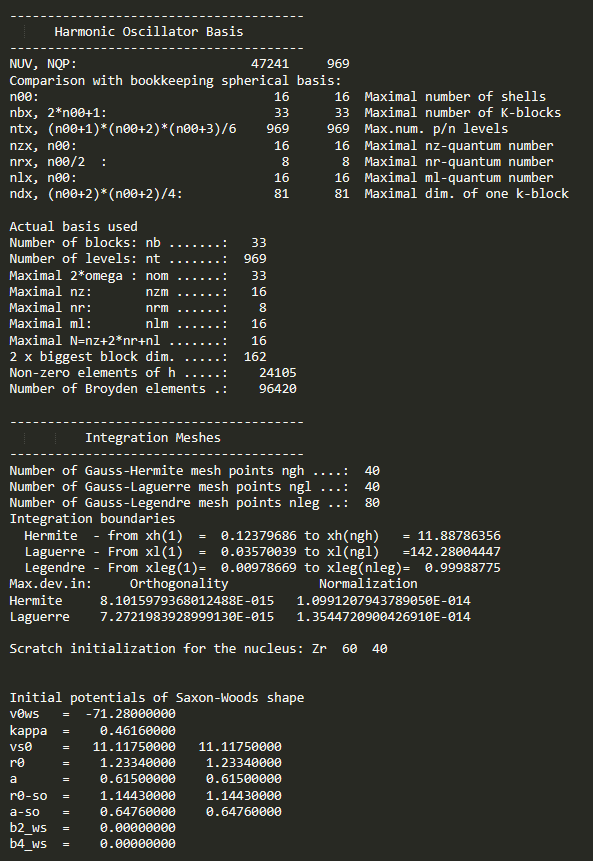 ---------------------------------------
Harmonic Oscillator Basis
---------------------------------------
NUV, NQP: 47241 969
Comparison with bookkeeping spherical basis:
n00: 16 16 Maximal number of shells
nbx, 2*n00+1: 33 33 Maximal number of K-blocks
ntx, (n00+1)*(n00+2)*(n00+3)/6 969 969 Max.num. p/n levels
nzx, n00: 16 16 Maximal nz-quantum number
nrx, n00/2 : 8 8 Maximal nr-quantum number
nlx, n00: 16 16 Maximal ml-quantum number
ndx, (n00+2)*(n00+2)/4: 81 81 Maximal dim. of one k-block
Actual basis used
Number of blocks: nb .......: 33
Number of levels: nt .......: 969
Maximal 2*omega : nom ......: 33
Maximal nz: nzm ......: 16
Maximal nr: nrm ......: 8
Maximal ml: nlm ......: 16
Maximal N=nz+2*nr+nl .......: 16
2 x biggest block dim. .....: 162
Non-zero elements of h .....: 24105
Number of Broyden elements .: 96420
---------------------------------------
Integration Meshes
---------------------------------------
Number of Gauss-Hermite mesh points ngh ....: 40
Number of Gauss-Laguerre mesh points ngl ...: 40
Number of Gauss-Legendre mesh points nleg ..: 80
Integration boundaries
Hermite - from xh(1) = 0.12379686 to xh(ngh) = 11.88786356
Laguerre - From xl(1) = 0.03570039 to xl(ngl) =142.28004447
Legendre - From xleg(1)= 0.00978669 to xleg(nleg)= 0.99988775
Max.dev.in: Orthogonality Normalization
Hermite 8.1015979368012488E-015 1.0991207943789050E-014
Laguerre 7.2721983928999130E-015 1.3544720900426910E-014
Scratch initialization for the nucleus: Zr 60 40
Initial potentials of Saxon-Woods shape
v0ws = -71.28000000
kappa = 0.46160000
vs0 = 11.11750000 11.11750000
r0 = 1.23340000 1.23340000
a = 0.61500000 0.61500000
r0-so = 1.14430000 1.14430000
a-so = 0.64760000 0.64760000
b2_ws = 0.00000000
b4_ws = 0.00000000